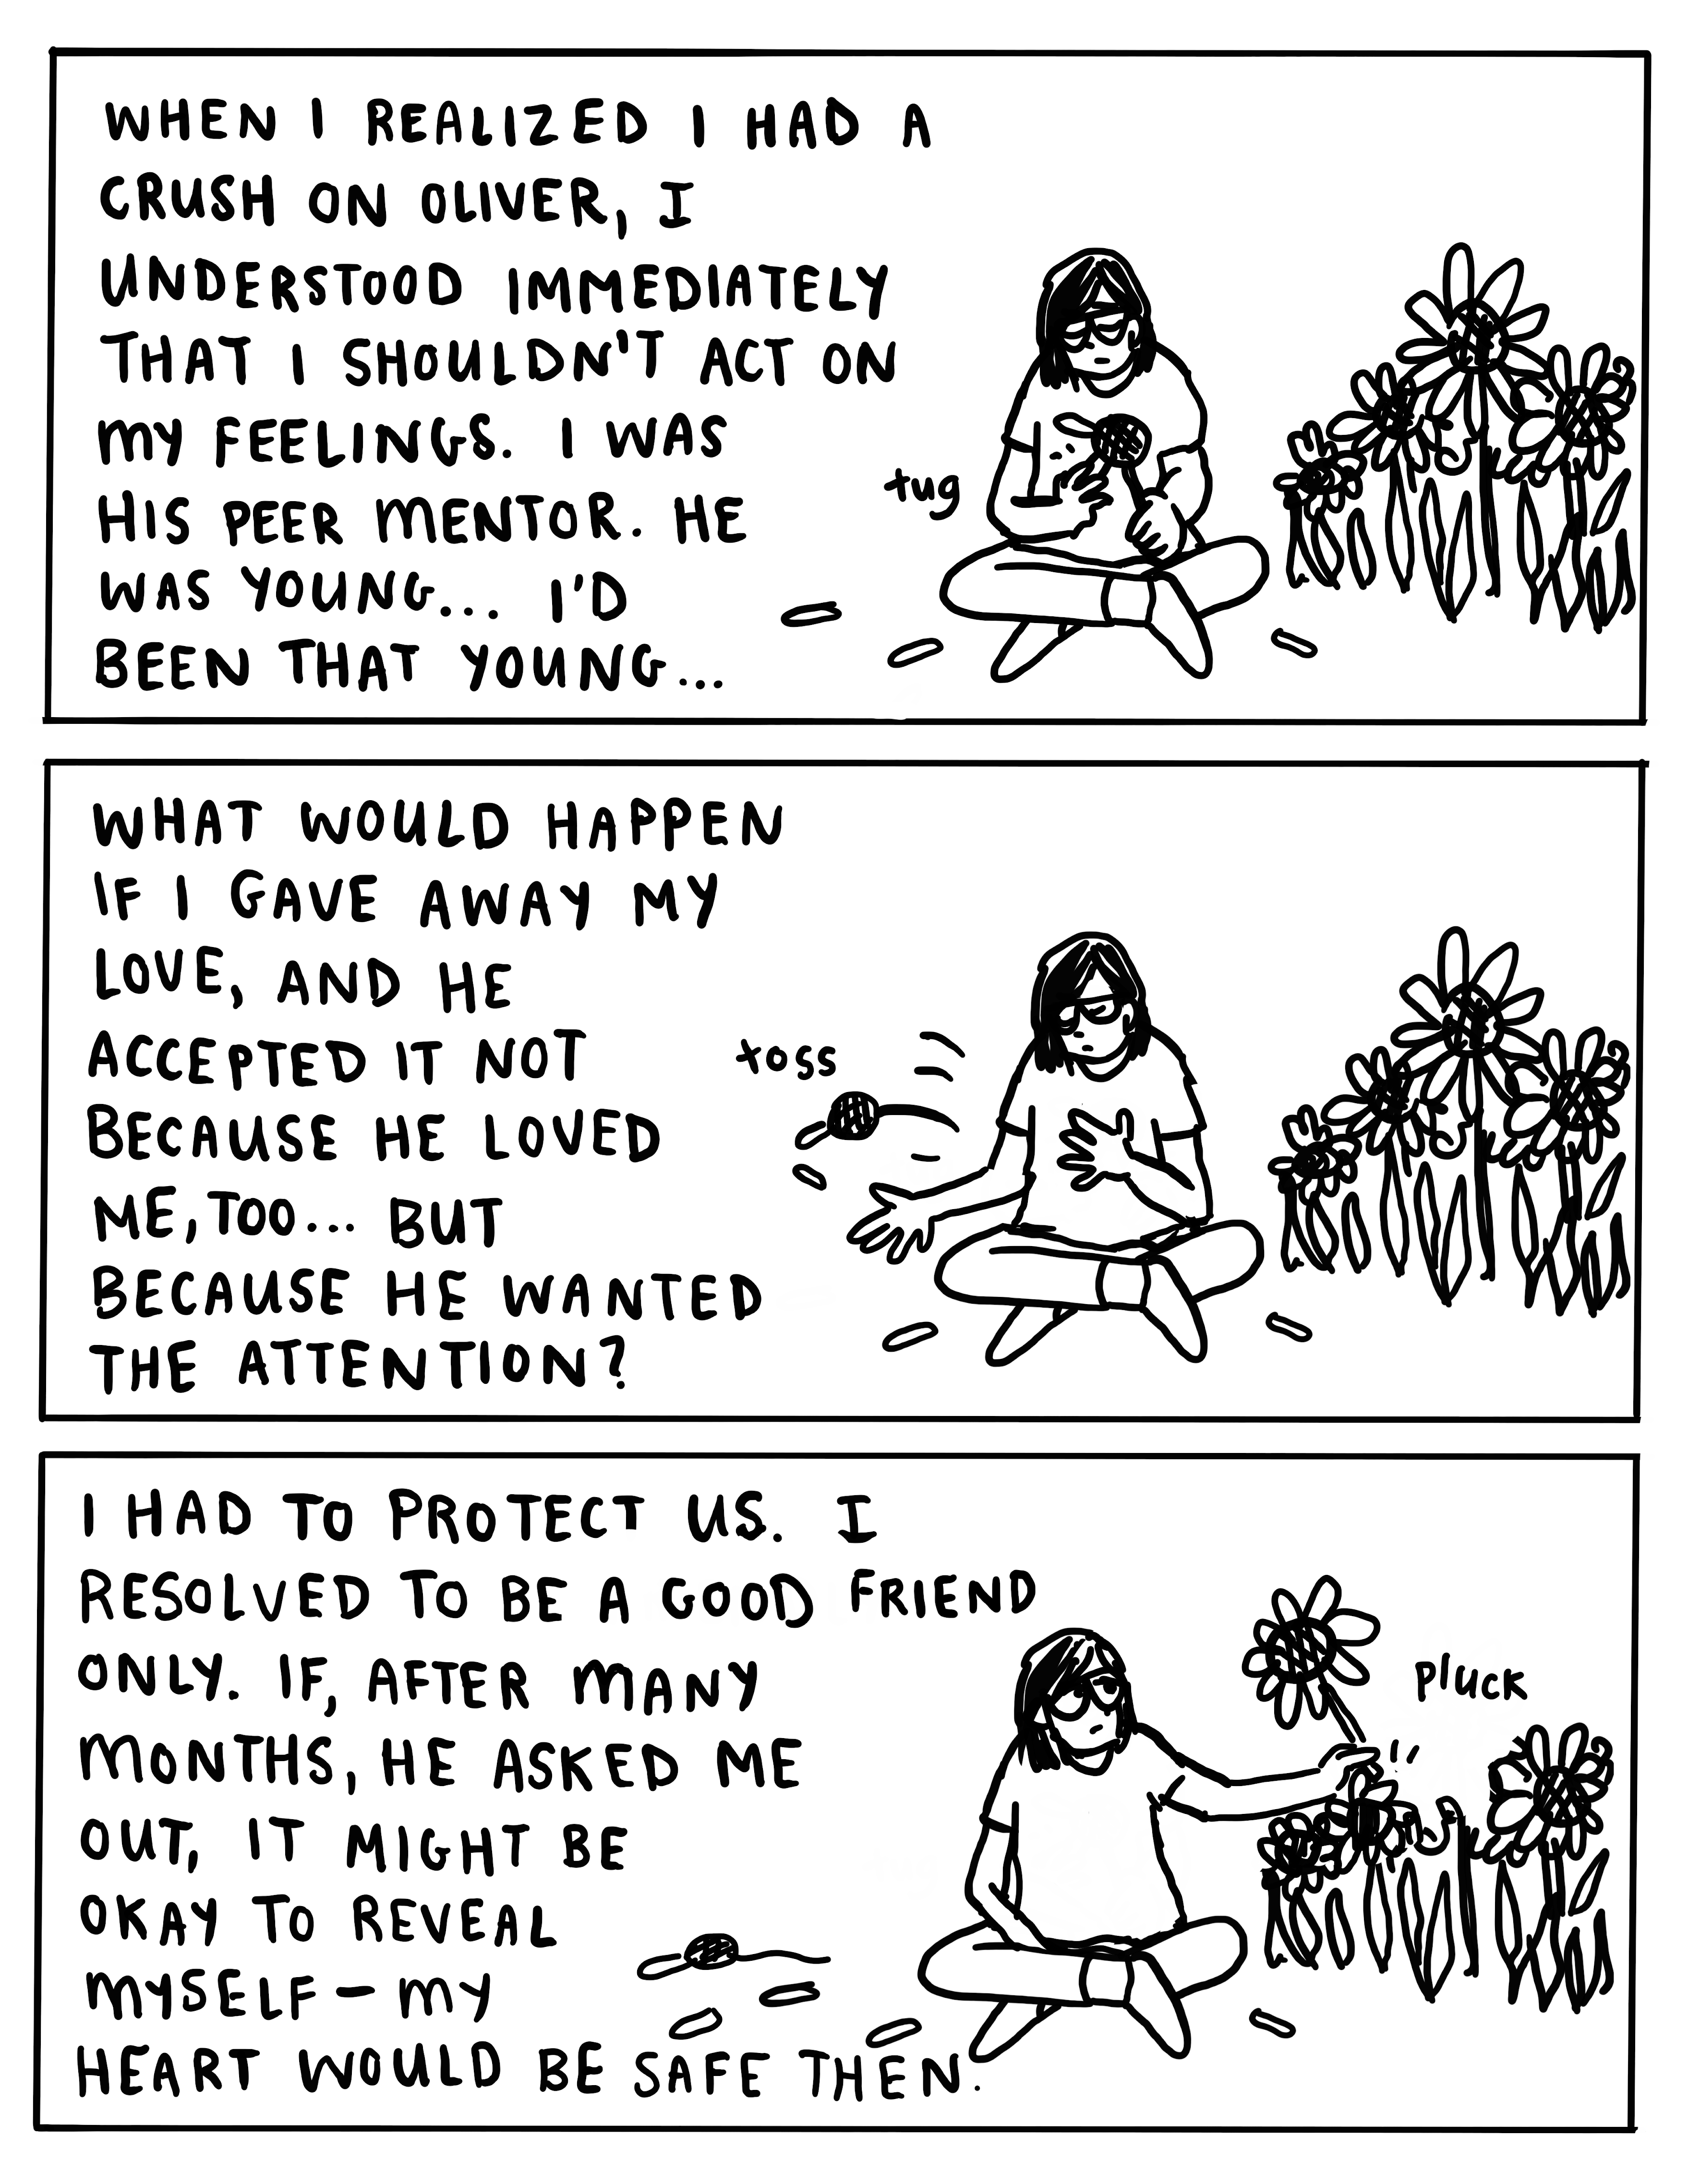 WHEN I REALIZED I HAD A
CRUSH ON OLIVER, I
UNDERSTOOD IMMEDIATELY
THAT I SHOULDN'T ACT ON
MY FEELINGS. I WAS
HIS PEER MENTOR. HE
WAS YOUNG... I'D
BEEN THAT YOUNG...
tug
WHAT WOULD HAPPEN
IF I GAVE AWAY MY
LOVE, AND HE
ACCEPTED IT NOT
BECAUSE HE LOVED
ME, TOO... BUT
BECAUSE HE WANTED
THE ATTENTION?
toss
I HAD TO PROTECT US. I
RESOLVED TO BE A GOOD FRIEND
ONLY. IF, AFTER MANY
MONTHS, HE ASKED ME
OUT, IT MIGHT BE
OKAY TO REVEAL
MYSELF - MY
HEART WOULD BE SAFE THEN.
pluck